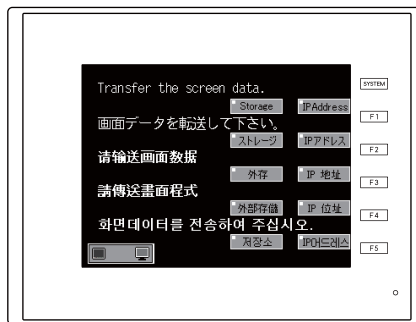 Transfer the screen data.
Storage IPAddress
画面データを転送して下さい。
ストレージ IPアドレス
请输送画面数据
外存 IP 地址
請傳送畫面程式
外部存儲 IP 位址
화면데이터를 전송하여 주십시오.
저장소 IP어드레스
SYSTEM
F1
F2
F3
F4
F5